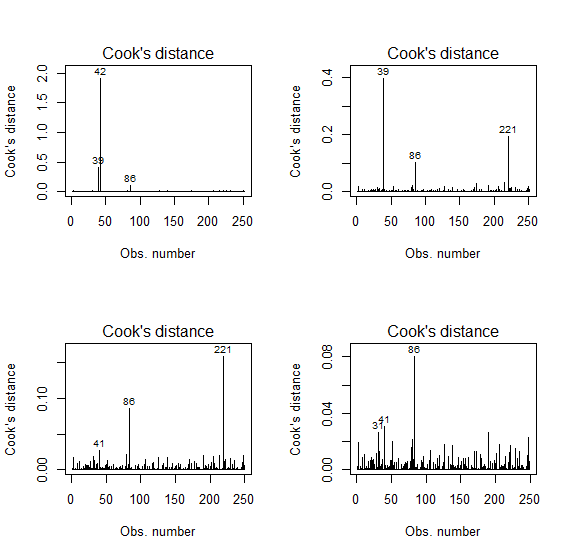 Cook's distance
Cook's distance
0.0 0.5 1.0 1.5 2.0
42
39
86
0 50 100 150 200 250
Obs. number
Cook's distance
Cook's distance
0.0 0.2 0.4
39
86
221
0 50 100 150 200 250
Obs. number
Cook's distance
Cook's distance
0.00 0.10
41
86
221
0 50 100 150 200 250
Obs. number
Cook's distance
Cook's distance
0.00 0.04 0.08
31
41
86
0 50 100 150 200 250
Obs. number